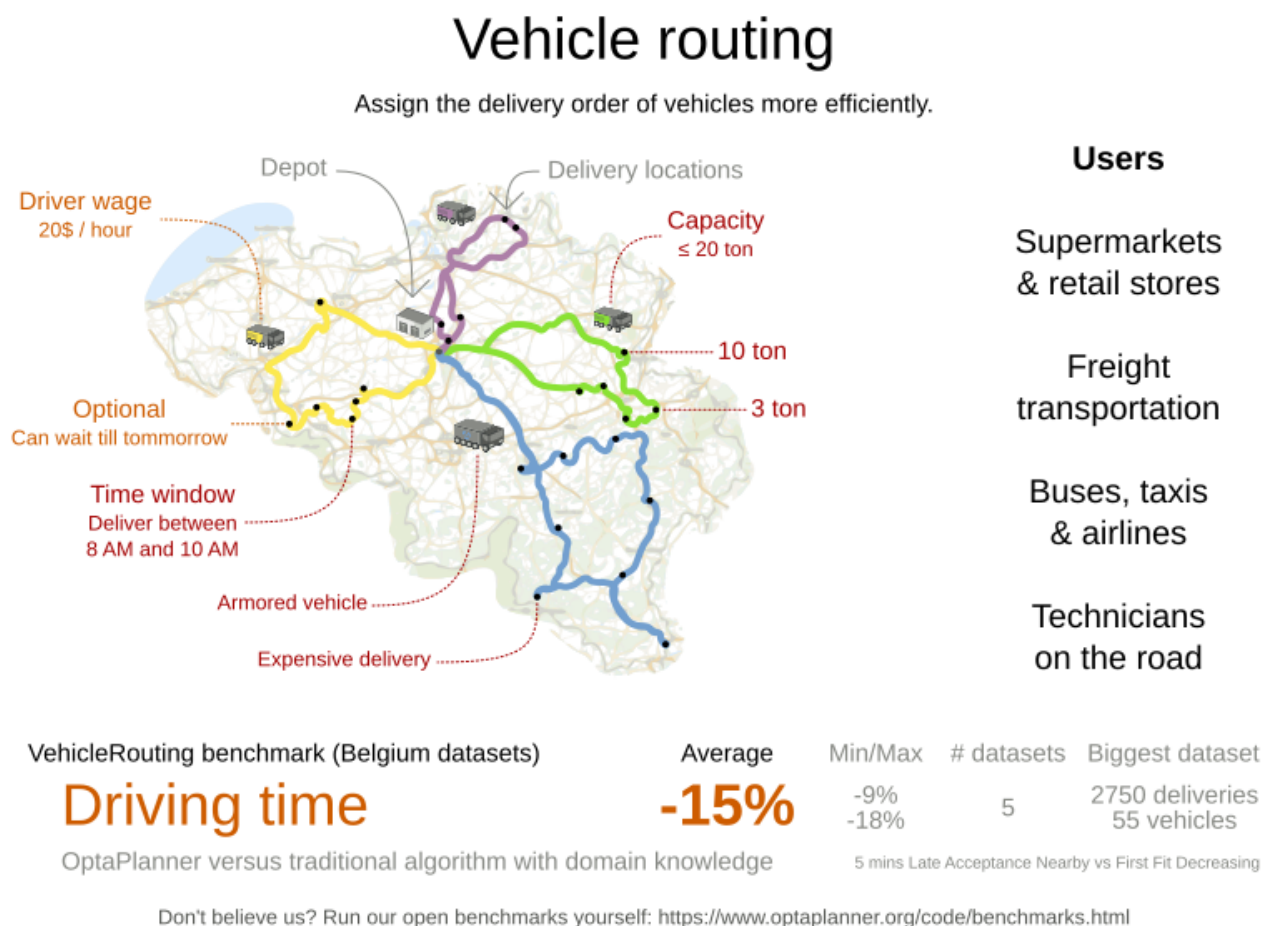 Vehicle routing
Assign the delivery order of vehicles more efficiently.
Depot
Delivery locations
Driver wage
20$ / hour
Capacity
≤ 20 ton
10 ton
3 ton
Optional
Can wait till tommorrow
Time window
Deliver between
8 AM and 10 AM
Armored vehicle
Expensive delivery
Users
Supermarkets
& retail stores
Freight
transportation
Buses, taxis
& airlines
Technicians
on the road
VehicleRouting benchmark (Belgium datasets)
Average
Min/Max
# datasets
Biggest dataset
Driving time
-15%
-9%
-18%
5
2750 deliveries
55 vehicles
OptaPlanner versus traditional algorithm with domain knowledge
5 mins Late Acceptance Nearby vs First Fit Decreasing
Don't believe us? Run our open benchmarks yourself: https://www.optaplanner.org/code/benchmarks.html